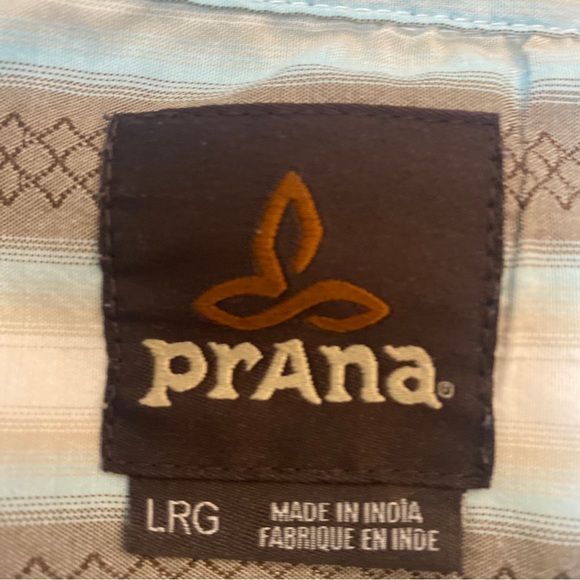 prAna®
LRG
MADE IN INDIA
FABRIQUE EN INDE